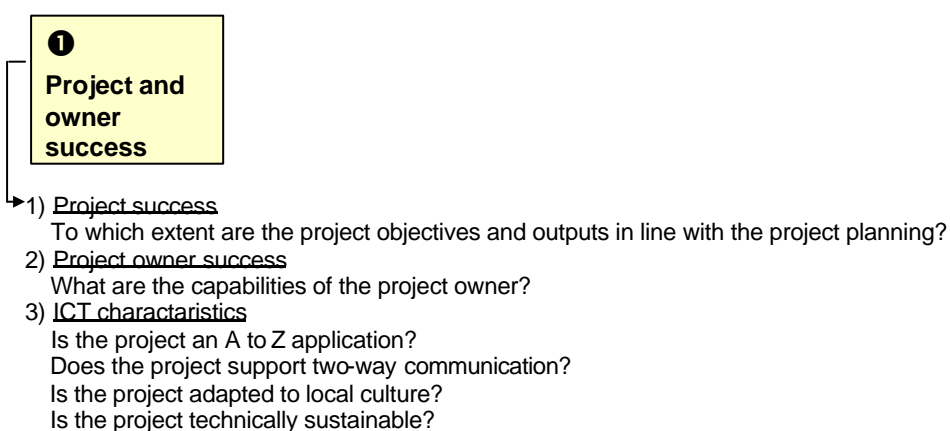 ❶
Project and
owner
success
1) Project success
To which extent are the project objectives and outputs in line with the project planning?
2) Project owner success
What are the capabilities of the project owner?
3) ICT charactaristics
Is the project an A to Z application?
Does the project support two-way communication?
Is the project adapted to local culture?
Is the project technically sustainable?